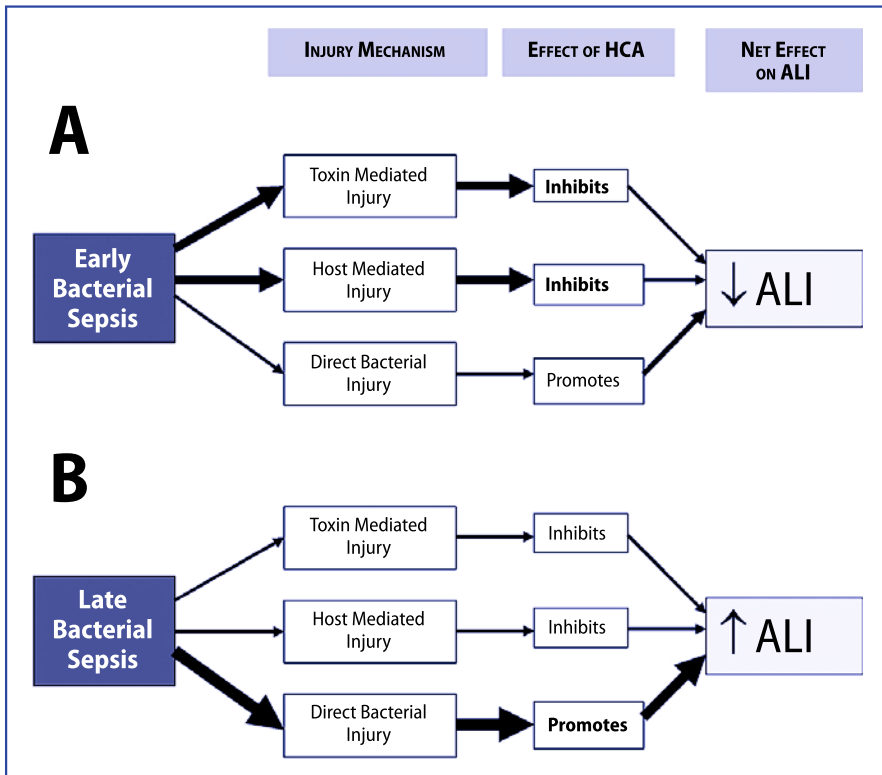 INJURY MECHANISM
EFFECT OF HCA
NET EFFECT
ON ALI
A
Toxin Mediated
Injury
Inhibits
Early
Bacterial
Sepsis
Host Mediated
Injury
Inhibits
↓ ALI
Direct Bacterial
Injury
Promotes
B
Toxin Mediated
Injury
Inhibits
Late
Bacterial
Sepsis
Host Mediated
Injury
Inhibits
↑ ALI
Direct Bacterial
Injury
Promotes